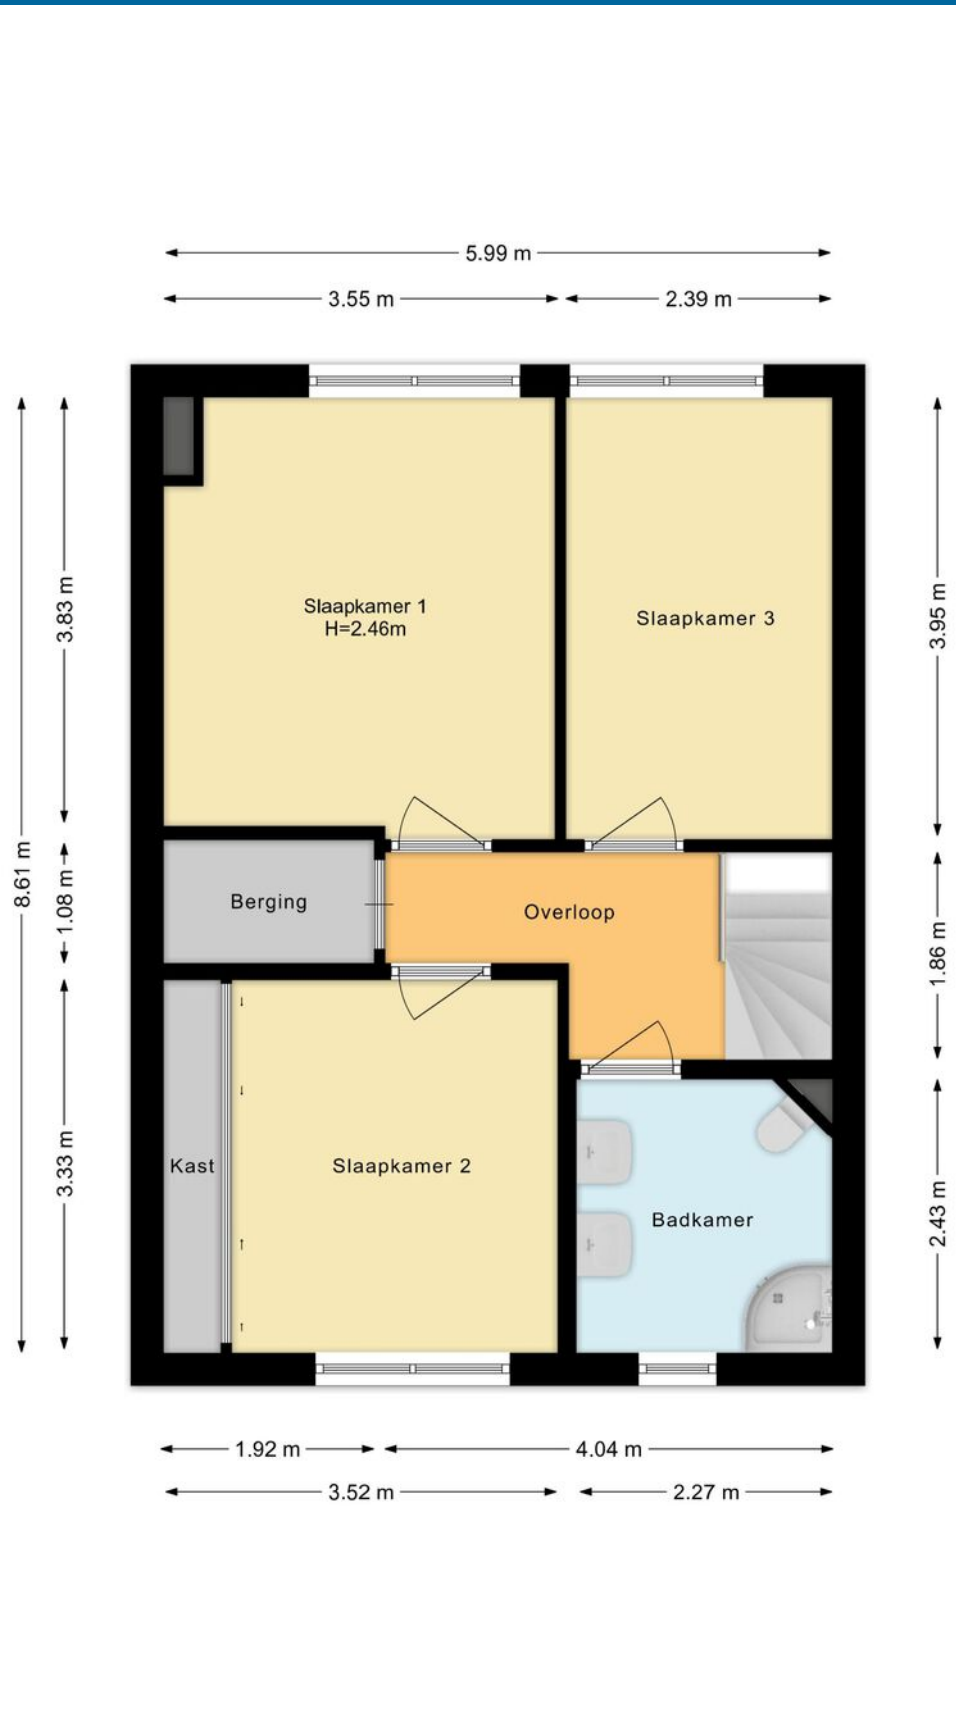 5.99 m
3.55 m
2.39 m
3.83 m
8.61 m
1.08 m
3.33 m
3.95 m
1.86 m
2.43 m
Slaapkamer 1
H=2.46m
Slaapkamer 3
Berging
Overloop
Kast
Slaapkamer 2
Badkamer
1.92 m
4.04 m
3.52 m
2.27 m